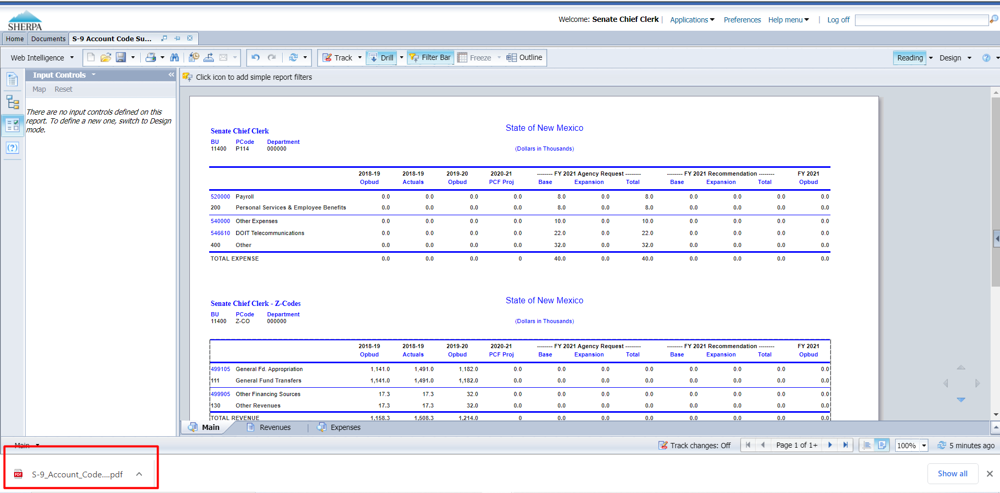 SHERPA
Welcome: Senate Chief Clerk | Applications Preferences Help menu | Log off
Home Documents S-9 Account Code Su...
Web Intelligence Track Drill Filter Bar Freeze Outline Reading Design
Input Controls
Click icon to add simple report filters
Map Reset
There are no input controls defined on this
report. To define a new one, switch to Design
mode.
Senate Chief Clerk State of New Mexico
BU PCode Department
11400 P114 000000 (Dollars in Thousands)
2018-19 2018-19 2019-20 2020-21 -------- FY 2021 Agency Request -------- -------- FY 2021 Recommendation -------- FY 2021
Opbud Actuals Opbud PCF Proj Base Expansion Total Base Expansion Total Opbud
520000 Payroll 0.0 0.0 0.0 0.0 8.0 0.0 8.0 0.0 0.0 0.0 0.0
200 Personal Services & Employee Benefits 0.0 0.0 0.0 0.0 8.0 0.0 8.0 0.0 0.0 0.0 0.0
540000 Other Expenses 0.0 0.0 0.0 0.0 10.0 0.0 10.0 0.0 0.0 0.0 0.0
546610 DOIT Telecommunications 0.0 0.0 0.0 0.0 22.0 0.0 22.0 0.0 0.0 0.0 0.0
400 Other 0.0 0.0 0.0 0.0 32.0 0.0 32.0 0.0 0.0 0.0 0.0
TOTAL EXPENSE 0.0 0.0 0.0 0 40.0 0.0 40.0 0.0 0.0 0.0 0.0
Senate Chief Clerk - Z-Codes State of New Mexico
BU PCode Department
11400 Z-CO 000000 (Dollars in Thousands)
2018-19 2018-19 2019-20 2020-21 -------- FY 2021 Agency Request -------- -------- FY 2021 Recommendation -------- FY 2021
Opbud Actuals Opbud PCF Proj Base Expansion Total Base Expansion Total Opbud
499105 General Fd. Appropriation 1,141.0 1,491.0 1,182.0 0.0 0.0 0.0 0.0 0.0 0.0 0.0 0.0
111 General Fund Transfers 1,141.0 1,491.0 1,182.0 0.0 0.0 0.0 0.0 0.0 0.0 0.0 0.0
499905 Other Financing Sources 17.3 17.3 32.0 0.0 0.0 0.0 0.0 0.0 0.0 0.0 0.0
130 Other Revenues 17.3 17.3 32.0 0.0 0.0 0.0 0.0 0.0 0.0 0.0 0.0
TOTAL REVENUE 1,158.3 1,508.3 1,214.0 0 0.0 0.0 0.0 0.0 0.0 0.0 0.0
Main Revenues | Expenses
Main Track changes: Off Page 1 of 1+ 100% 5 minutes ago
PDF S-9_Account_Code....pdf Show all